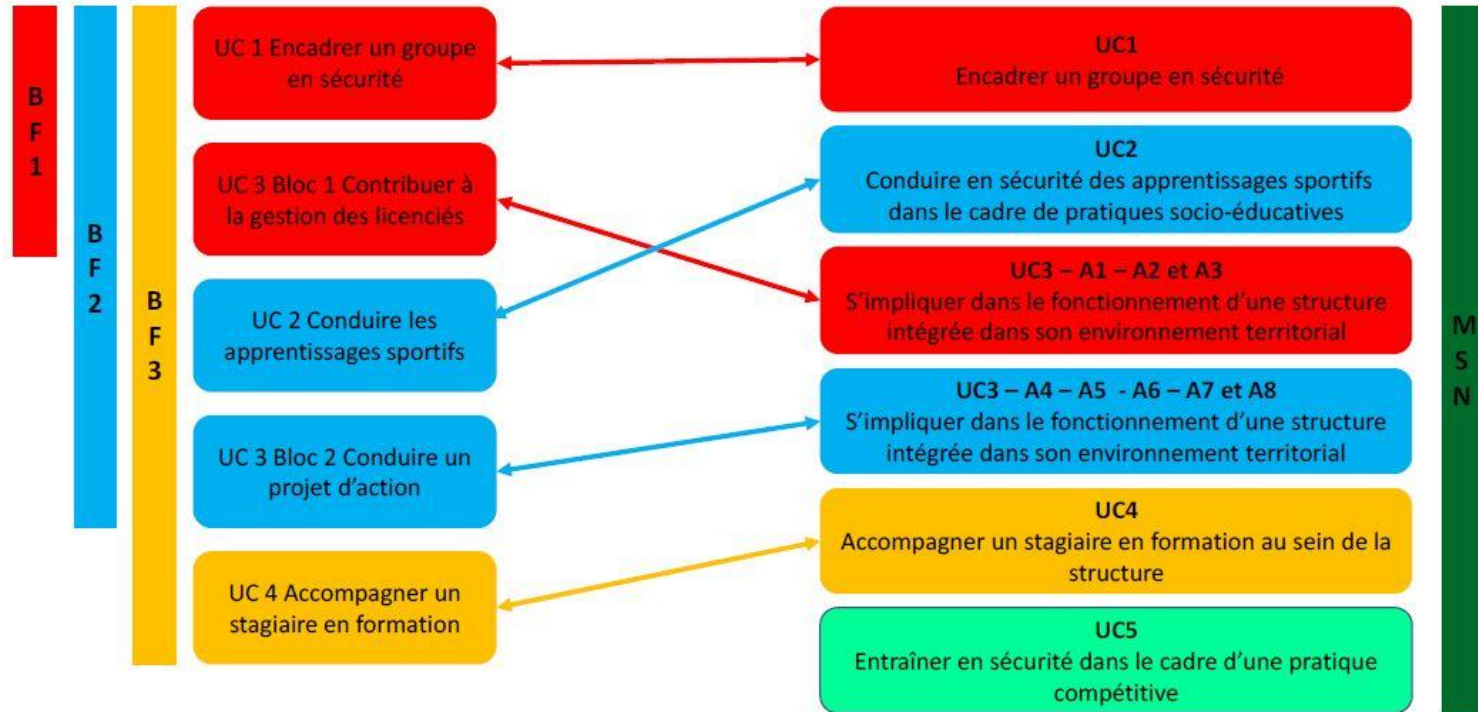 BF1
BF2
BF3
UC 1 Encadrer un groupe
en sécurité
UC 3 Bloc 1 Contribuer à
la gestion des licenciés
UC 2 Conduire les
apprentissages sportifs
UC 3 Bloc 2 Conduire un
projet d'action
UC 4 Accompagner un
stagiaire en formation
UC1
Encadrer un groupe en sécurité
UC2
Conduire en sécurité des apprentissages sportifs
dans le cadre de pratiques socio-éducatives
UC3 – A1 – A2 et A3
S'impliquer dans le fonctionnement d'une structure
intégrée dans son environnement territorial
UC3 – A4 – A5 - A6 – A7 et A8
S'impliquer dans le fonctionnement d'une structure
intégrée dans son environnement territorial
UC4
Accompagner un stagiaire en formation au sein de la
structure
UC5
Entraîner en sécurité dans le cadre d'une pratique
compétitive
MSN